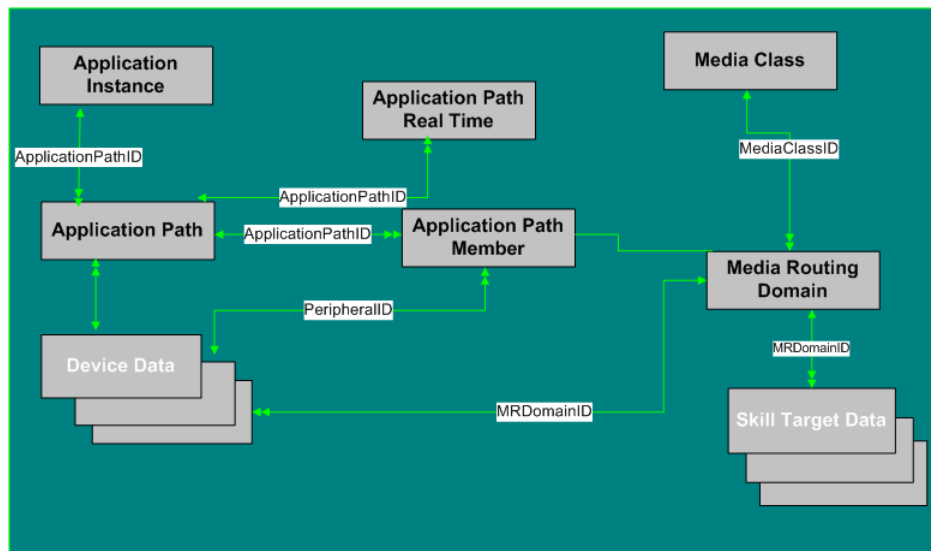 Application
Instance
Application Path
Real Time
Media Class
ApplicationPathID
MediaClassID
ApplicationPathID
Application Path
ApplicationPathID
Application Path
Member
Media Routing
Domain
PeripheralID
Device Data
MRDomainID
MRDomainID
Skill Target Data